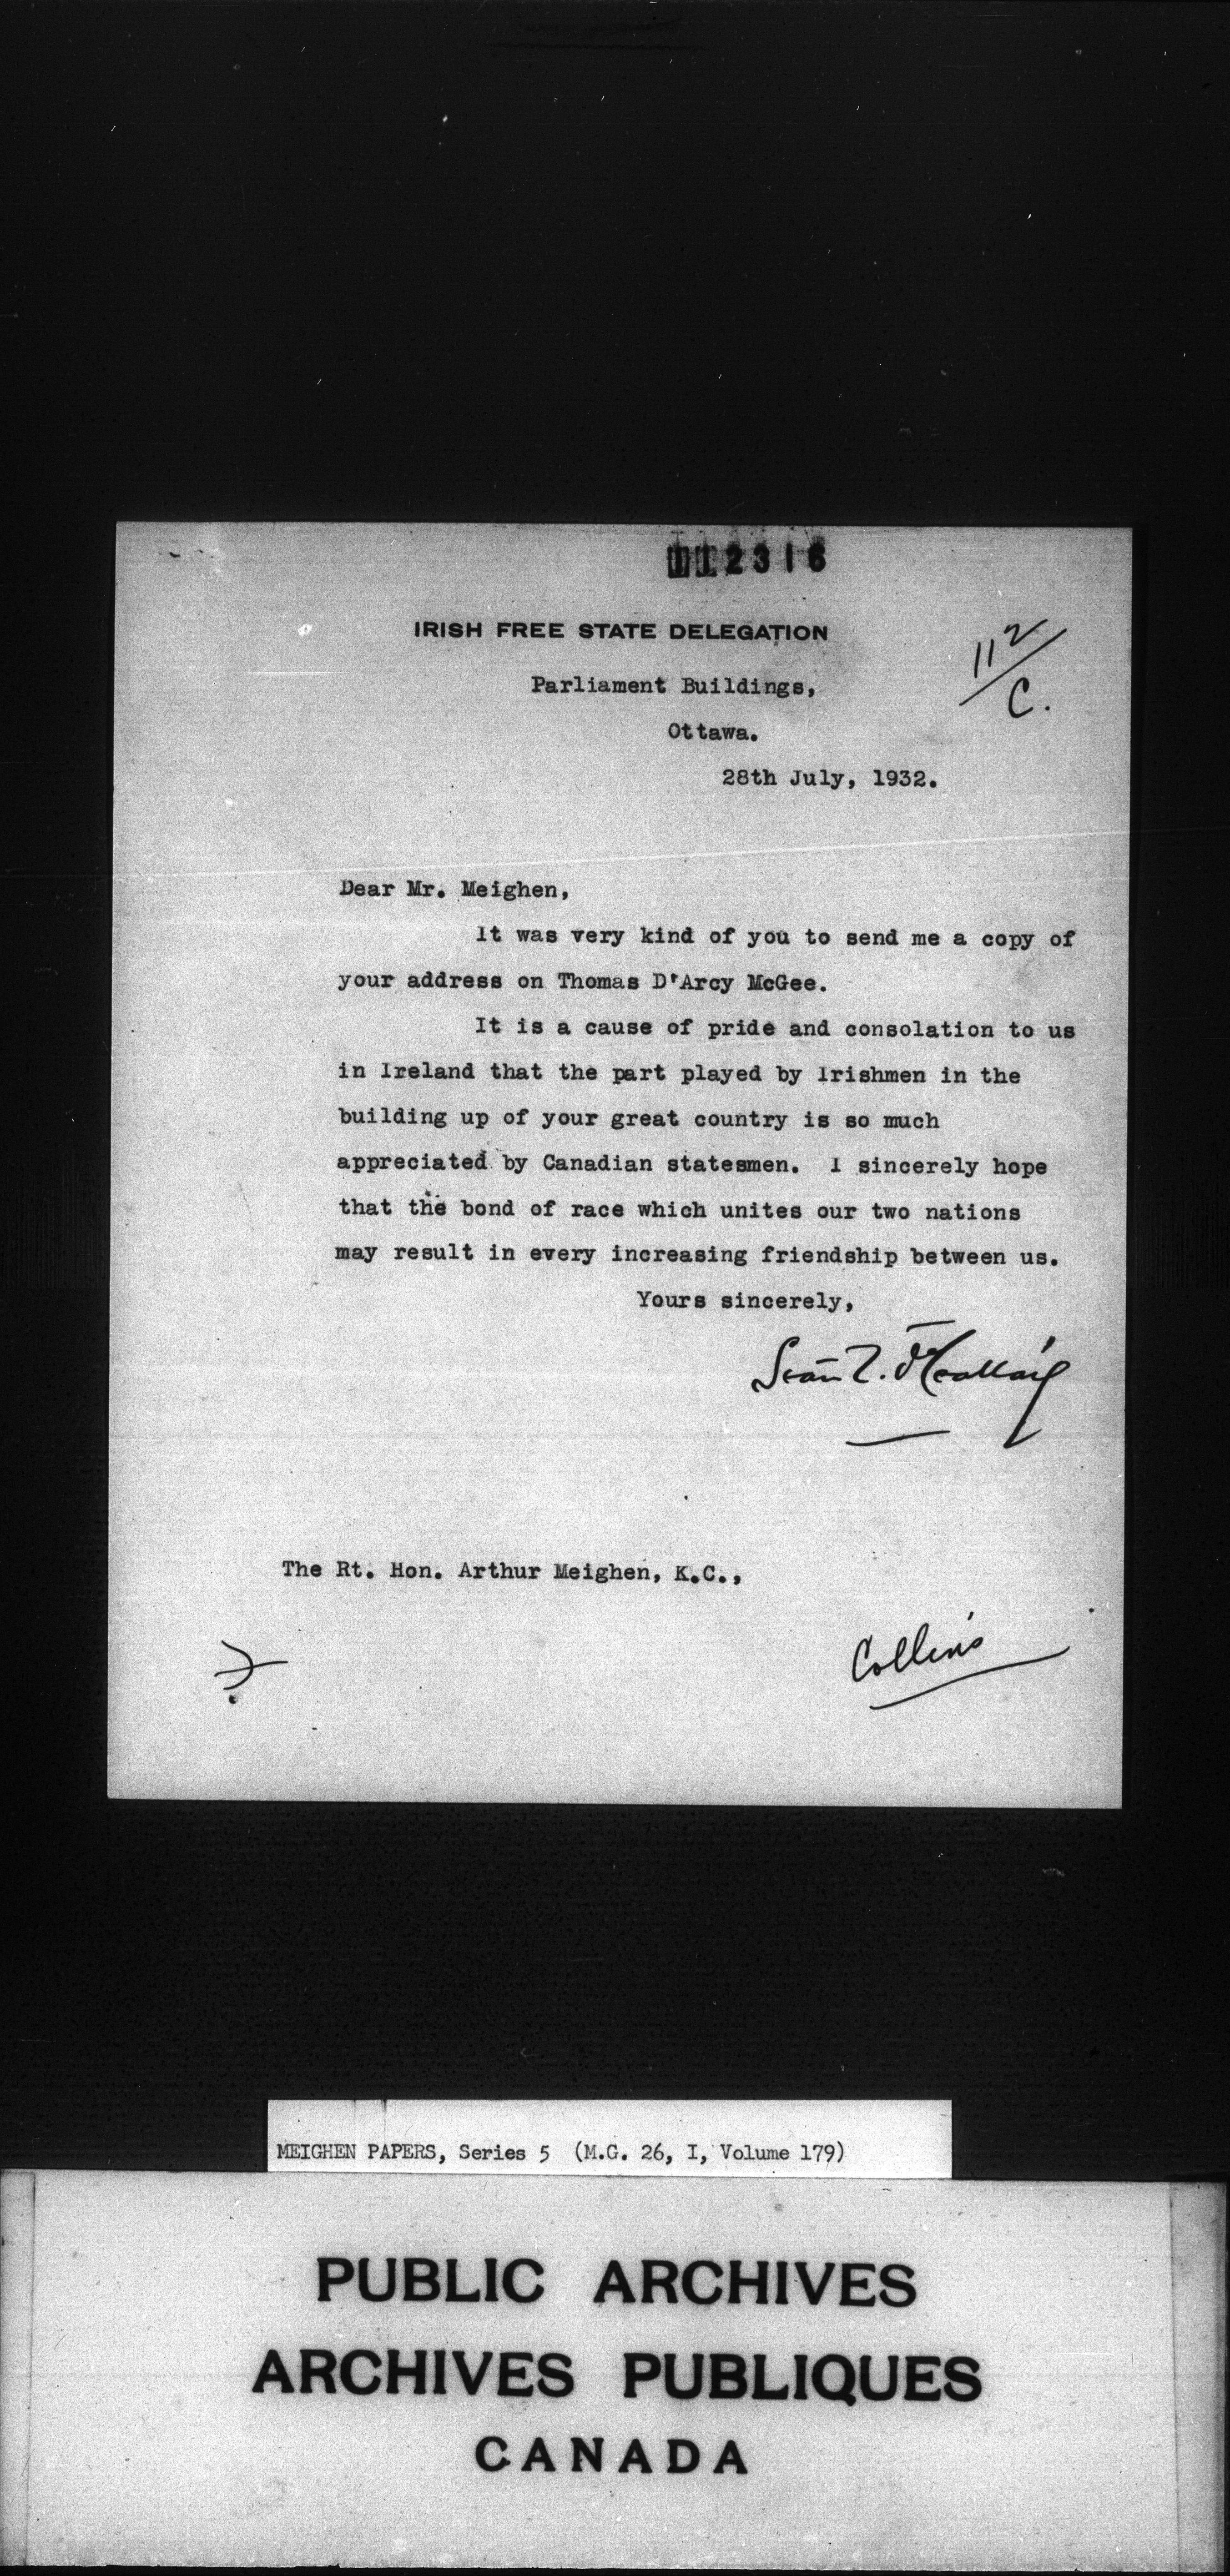 112316
IRISH FREE STATE DELEGATION
112/C.
Parliament Buildings,
Ottawa.
28th July, 1932.
Dear Mr. Meighen,
It was very kind of you to send me a copy of
your address on Thomas D'Arcy McGee.
It is a cause of pride and consolation to us
in Ireland that the part played by Irishmen in the
building up of your great country is so much
appreciated by Canadian statesmen. I sincerely hope
that the bond of race which unites our two nations
may result in every increasing friendship between us.
Yours sincerely,
Seán T. Ó Ceallaigh
The Rt. Hon. Arthur Meighen, K.C.,
Collins
MEIGHEN PAPERS, Series 5 (M.G. 26, I, Volume 179)
PUBLIC ARCHIVES
ARCHIVES PUBLIQUES
CANADA